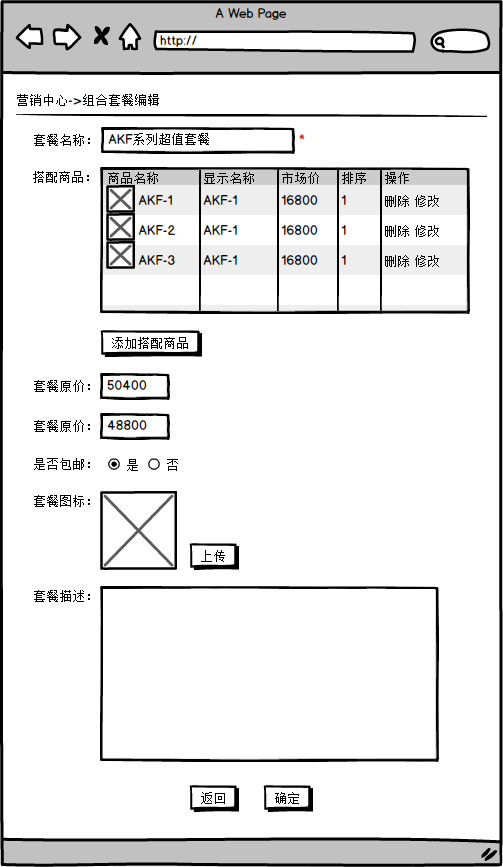 A Web Page
http://
营销中心->组合套餐编辑
套餐名称： AKF系列超值套餐 *
搭配商品： 商品名称 显示名称 市场价 排序 操作
AKF-1 AKF-1 16800 1 删除 修改
AKF-2 AKF-1 16800 1 删除 修改
AKF-3 AKF-1 16800 1 删除 修改
添加搭配商品
套餐原价： 50400
套餐原价： 48800
是否包邮： 是 否
套餐图标：
上传
套餐描述：
返回 确定